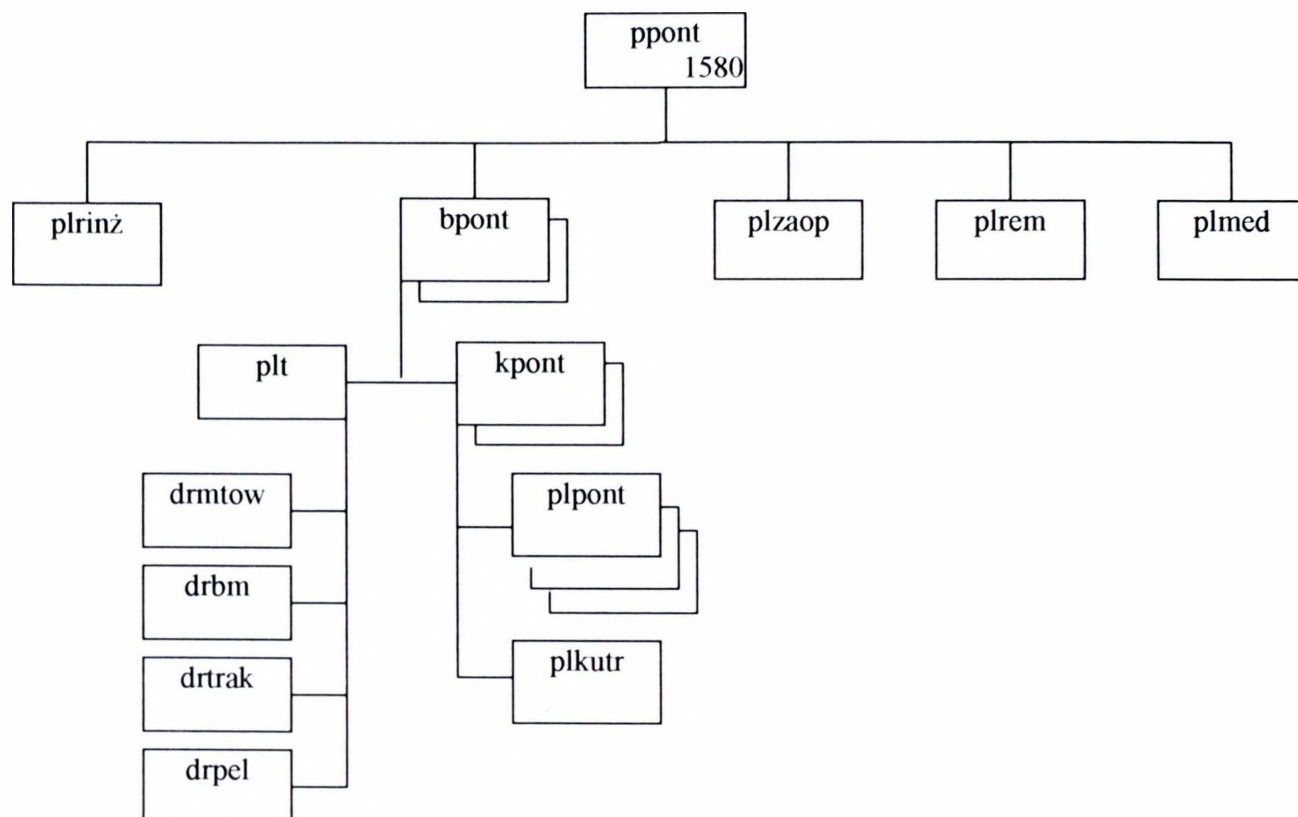 ppont
1580
plrinż
bpont
plzaop
plrem
plmed
plt
kpont
drmtow
plpont
drbm
plkutr
drtrak
drpel